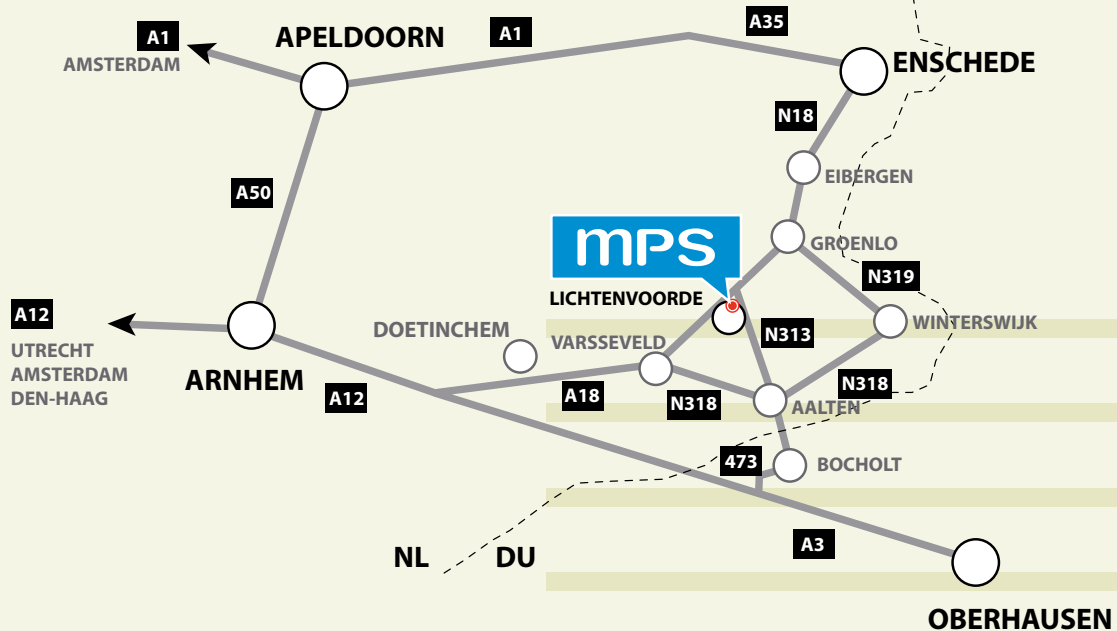 A35
A1
A1
APELDOORN
AMSTERDAM
ENSCHEDE
N18
EIBERGEN
A50
mps
GROENLO
N319
LICHTENVOORDE
A12
DOETINCHEM
VARSSEVELD
N313
WINTERSWIJK
UTRECHT
AMSTERDAM
DEN-HAAG
ARNHEM
A12
A18
N318
N318
AALTEN
473
BOCHOLT
NL
DU
A3
OBERHAUSEN